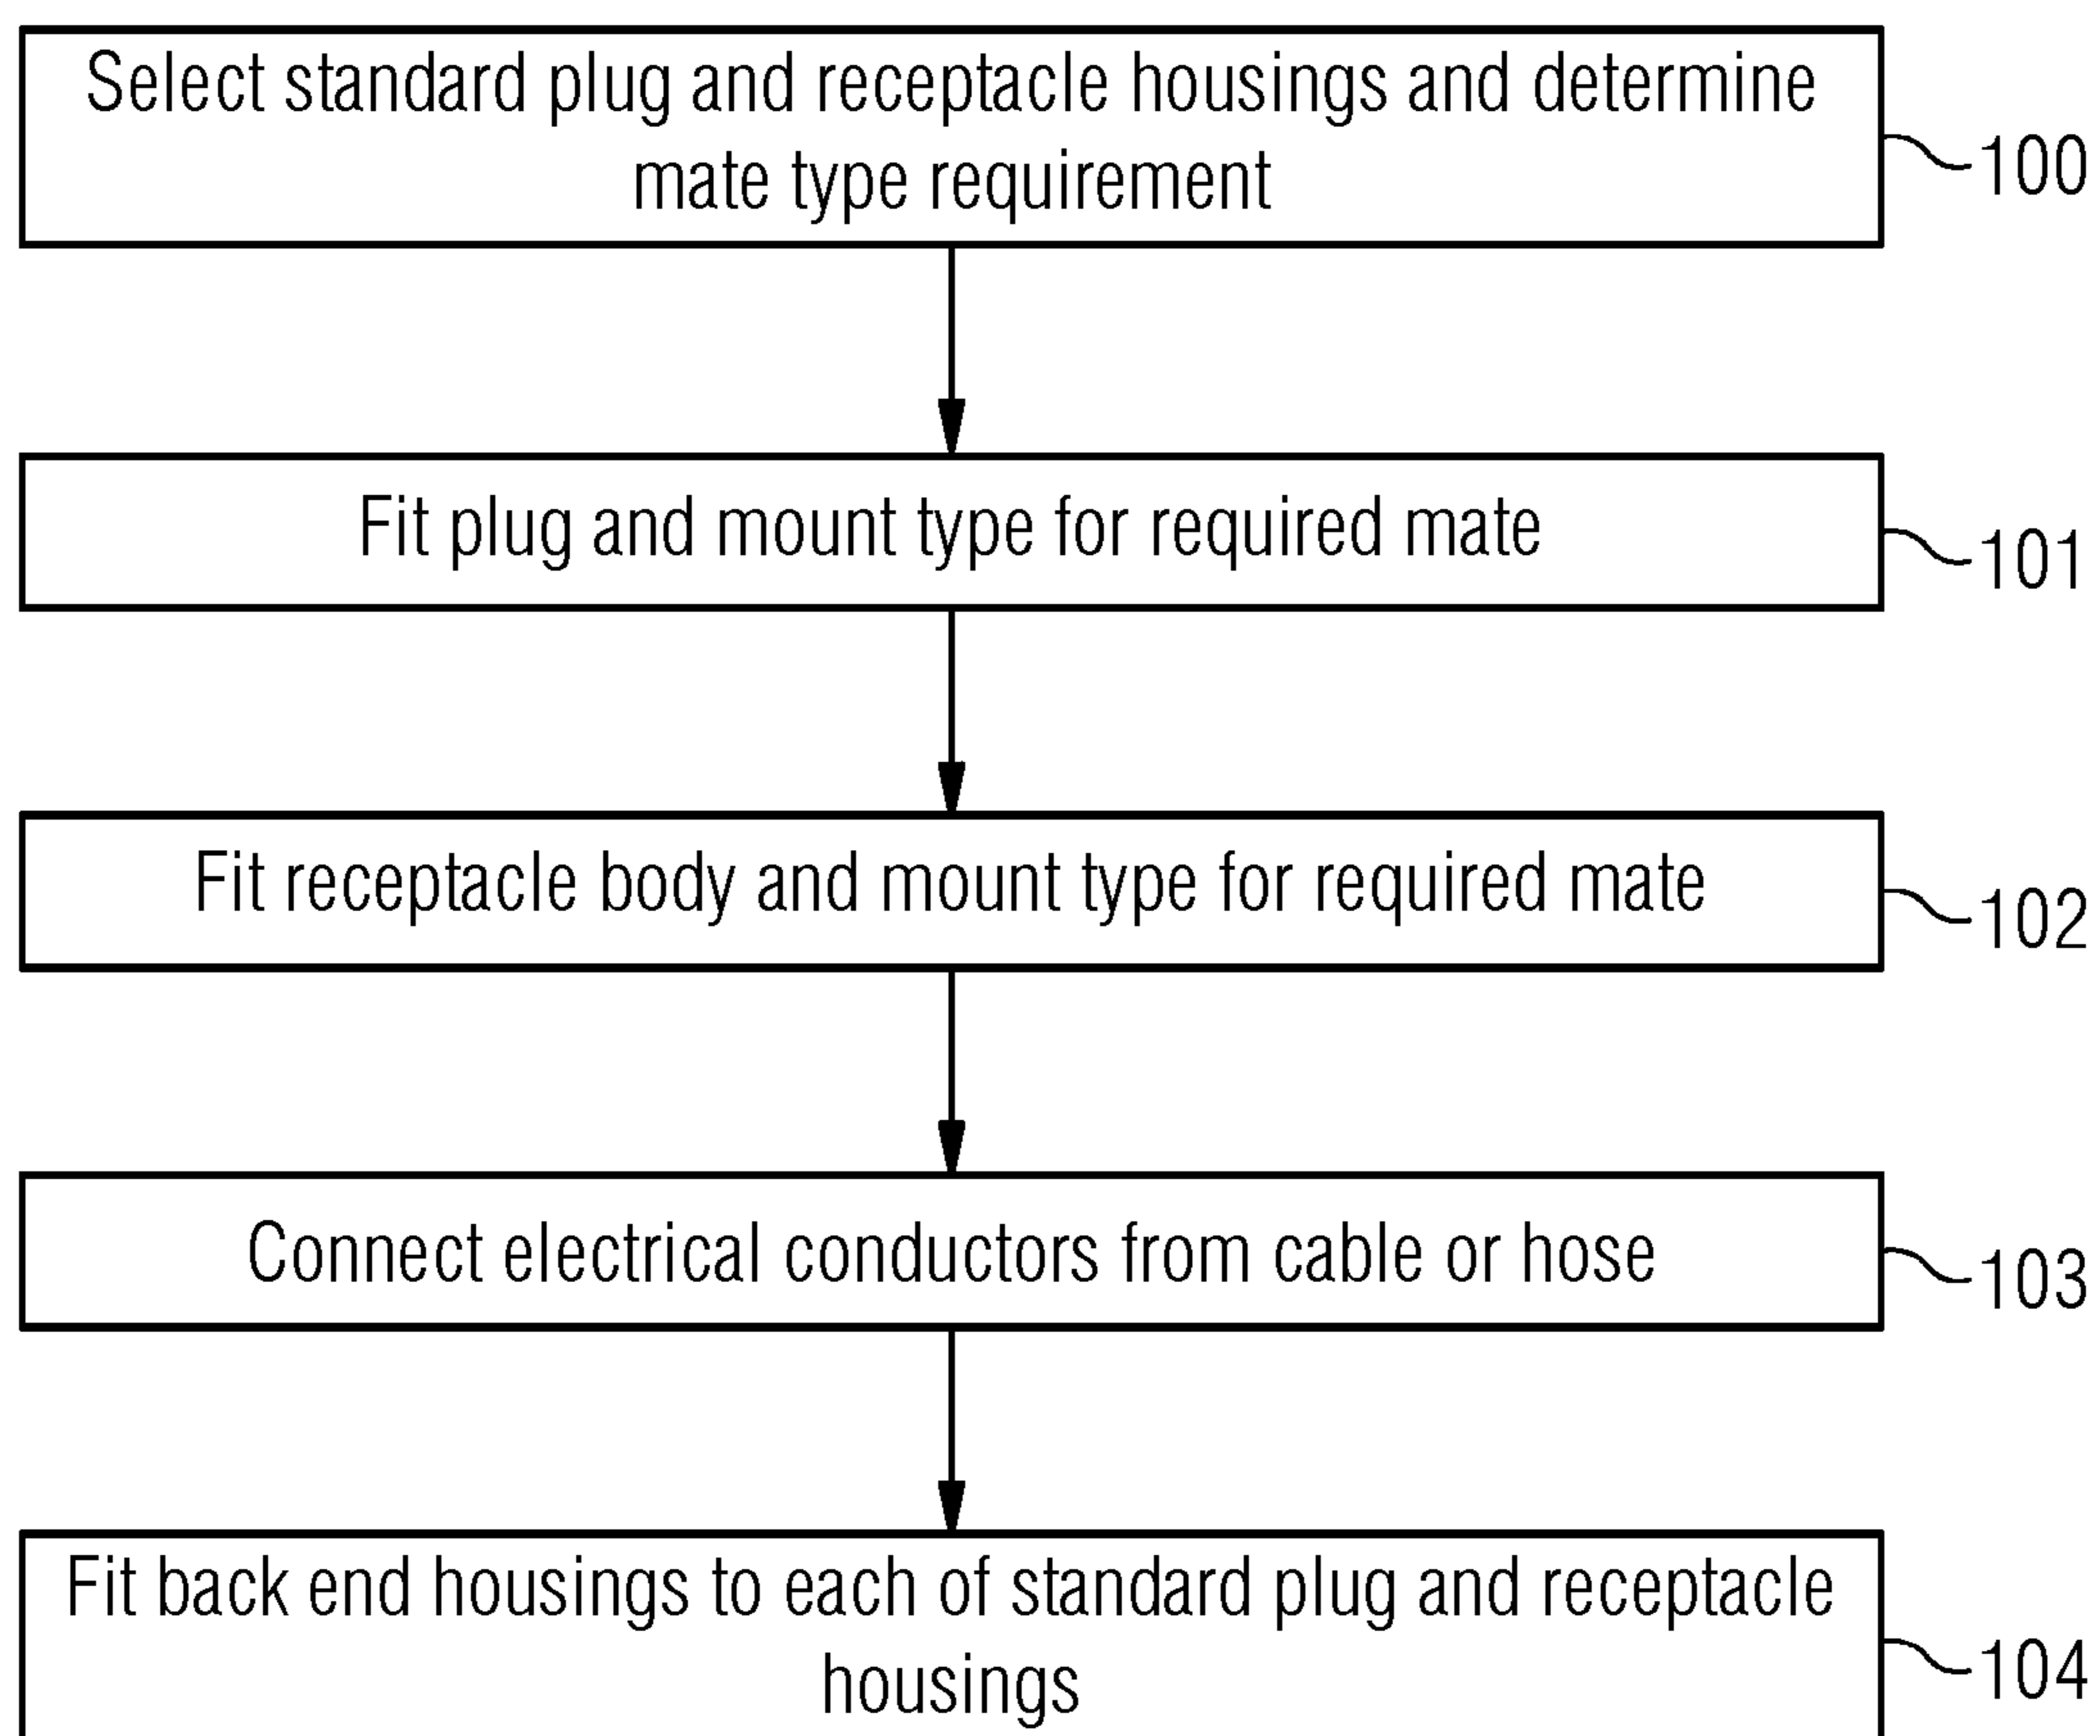 Select standard plug and receptacle housings and determine
mate type requirement
100
Fit plug and mount type for required mate
101
Fit receptacle body and mount type for required mate
102
Connect electrical conductors from cable or hose
103
Fit back end housings to each of standard plug and receptacle
housings
104